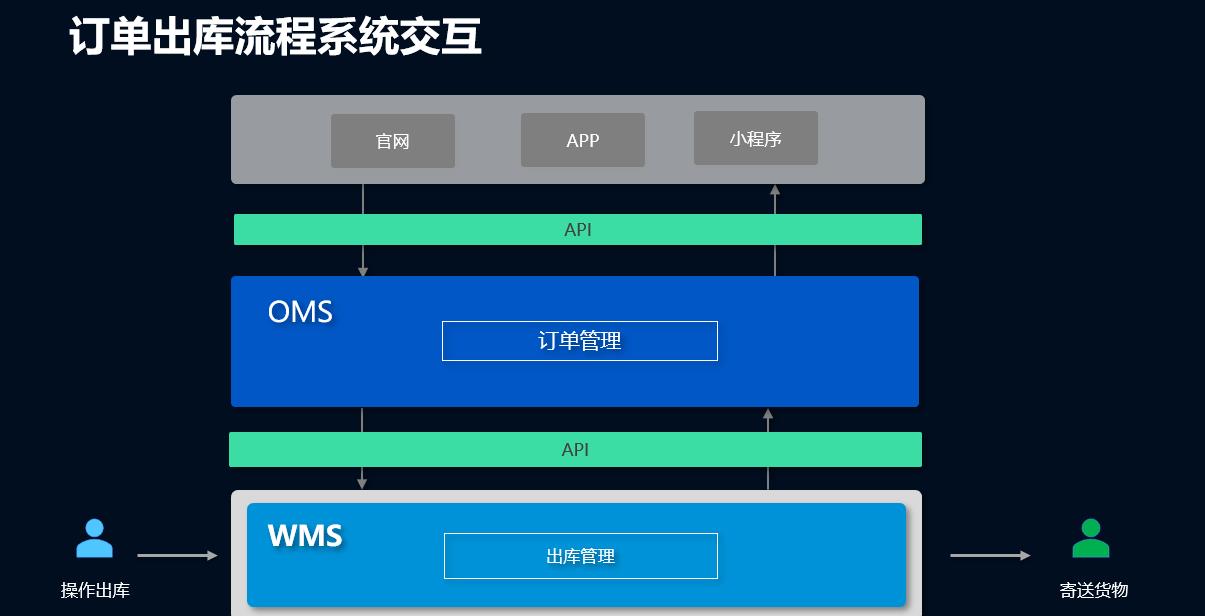 订单出库流程系统交互
官网
APP
小程序
API
OMS
订单管理
API
WMS
出库管理
操作出库
寄送货物